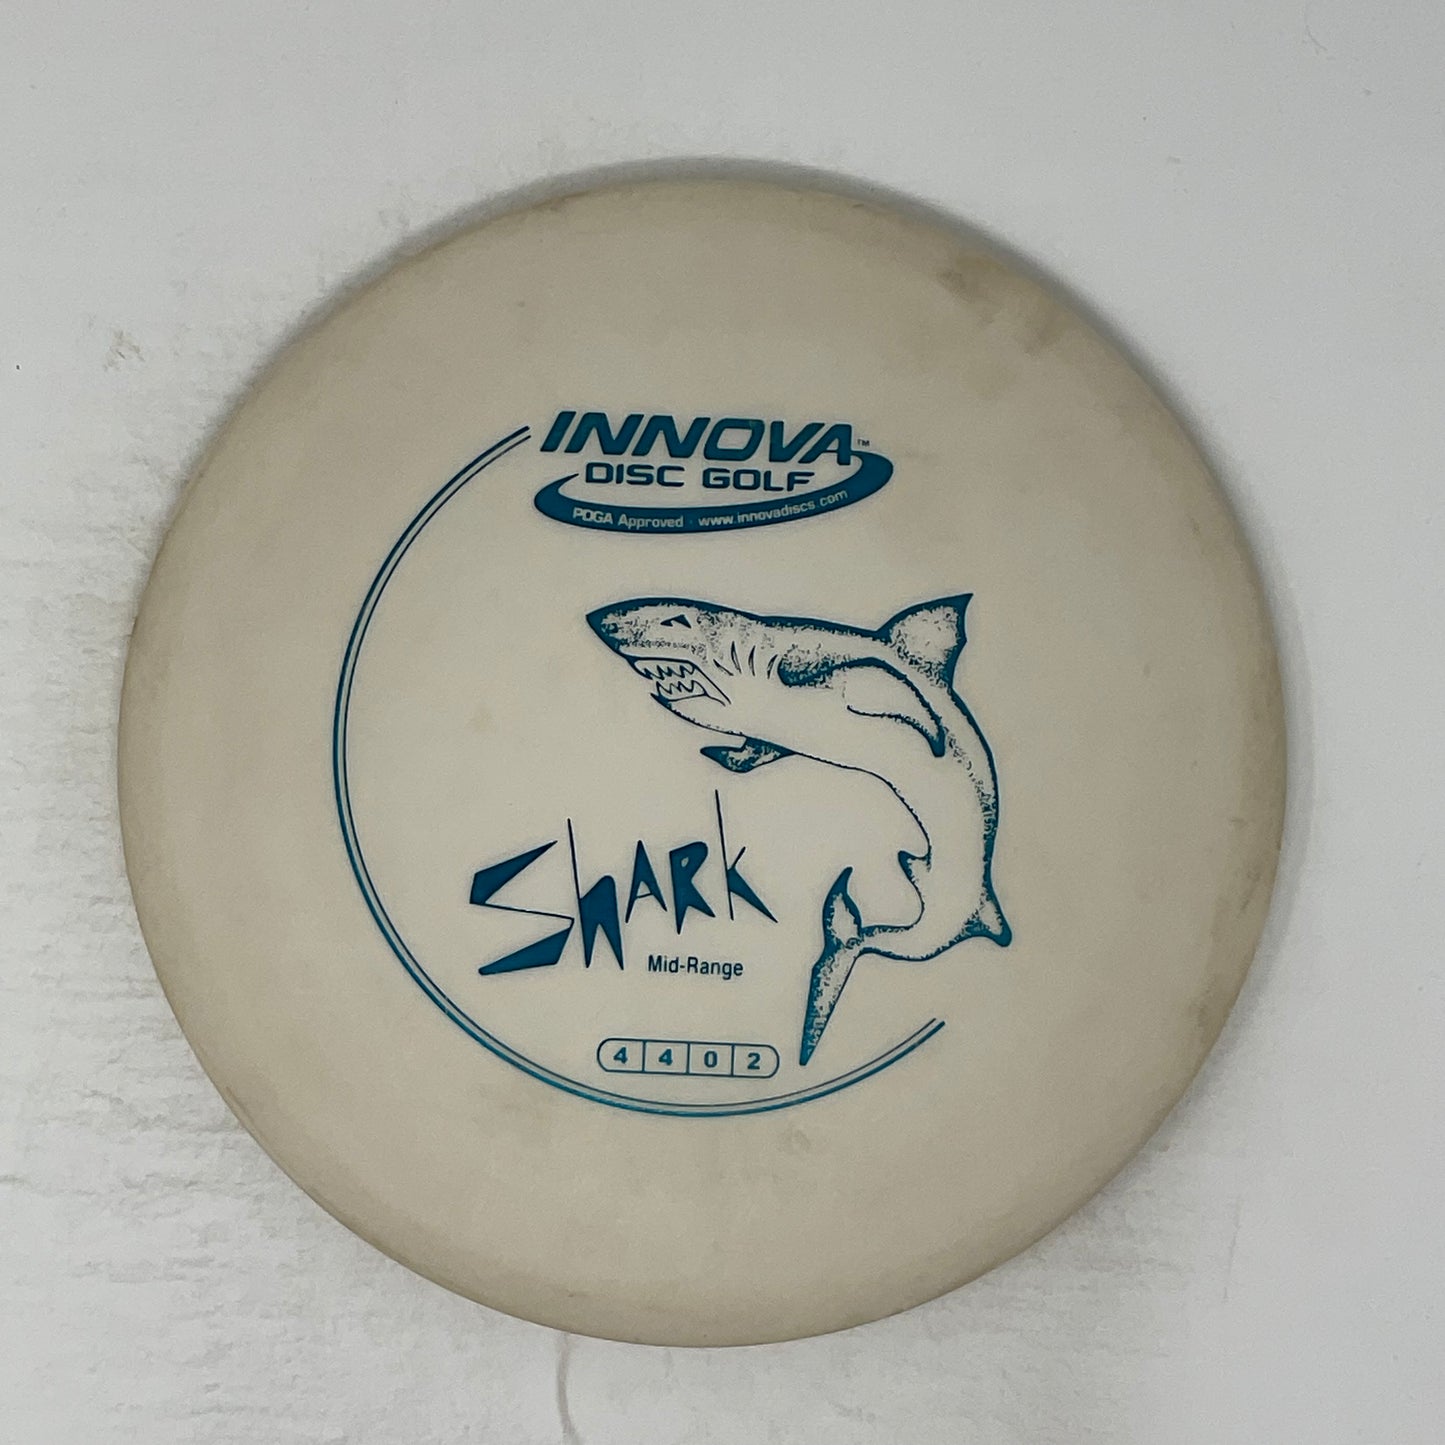 INNOVA™
DISC GOLF
PDGA Approved · www.innovadiscs.com
Shark
Mid-Range
4 4 0 2